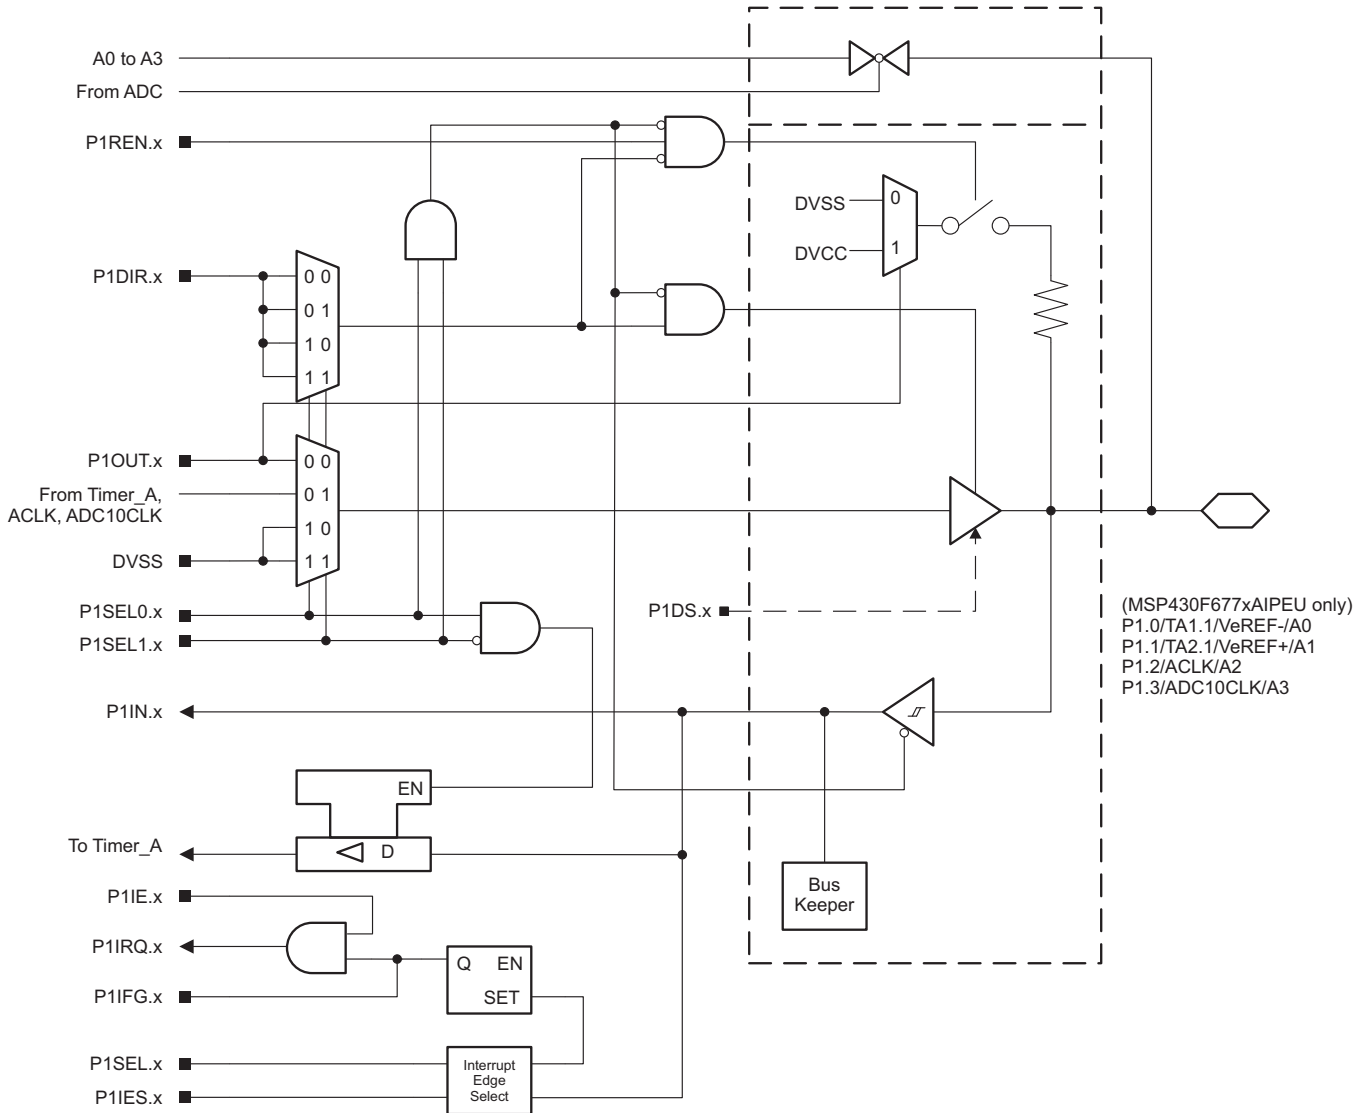 A0 to A3
From ADC
P1REN.x
DVSS
0
DVCC
1
P1DIR.x
0 0
0 1
1 0
1 1
P1OUT.x
0 0
From Timer_A,
ACLK, ADC10CLK
0 1
1 0
DVSS
1 1
P1SEL0.x
P1SEL1.x
P1DS.x
(MSP430F677xAIPEU only)
P1.0/TA1.1/VeREF-/A0
P1.1/TA2.1/VeREF+/A1
P1.2/ACLK/A2
P1.3/ADC10CLK/A3
P1IN.x
EN
To Timer_A
D
Bus
Keeper
P1IE.x
P1IRQ.x
Q EN
SET
P1IFG.x
P1SEL.x
P1IES.x
Interrupt
Edge
Select